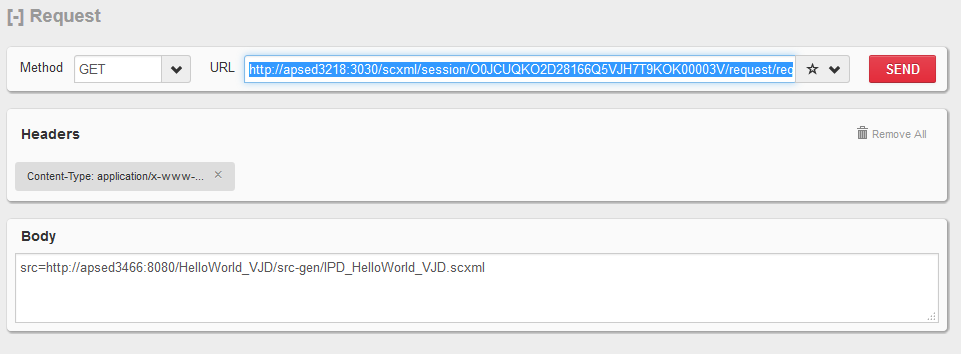 [-] Request
Method GET URL http://apsed3218:3030/scxml/session/O0JCUQKO2D28166Q5VJH7T9KOK00003V/request/req SEND
Headers Remove All
Content-Type: application/x-www-... ×
Body
src=http://apsed3466:8080/HelloWorld_VJD/src-gen/IPD_HelloWorld_VJD.scxml